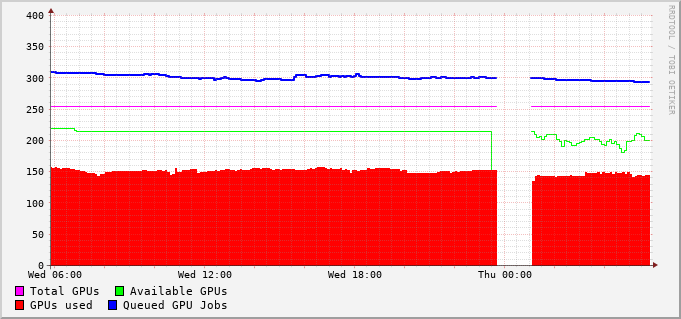 400
350
300
250
200
150
100
50
0
Wed 06:00 Wed 12:00 Wed 18:00 Thu 00:00
Total GPUs Available GPUs
GPUs used Queued GPU Jobs
RRDTOOL / TOBI OETIKER